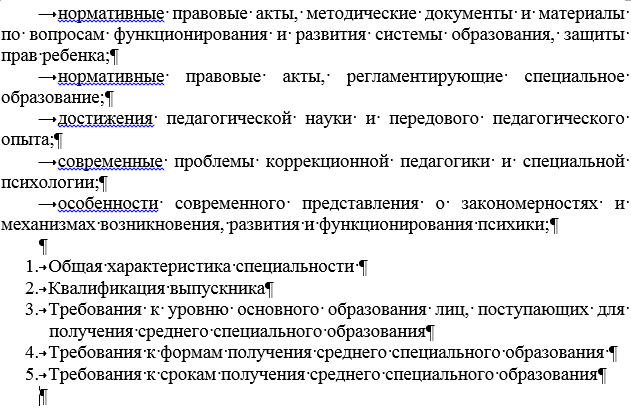 нормативные правовые акты, методические документы и материалы
по вопросам функционирования и развития системы образования, защиты
прав ребенка;¶
нормативные правовые акты, регламентирующие специальное
образование;¶
достижения педагогической науки и передового педагогического
опыта;¶
современные проблемы коррекционной педагогики и специальной
психологии;¶
особенности современного представления о закономерностях и
механизмах возникновения, развития и функционирования психики;¶
¶
1. Общая характеристика специальности ¶
2. Квалификация выпускника¶
3. Требования к уровню основного образования лиц, поступающих для
получения среднего специального образования¶
4. Требования к формам получения среднего специального образования ¶
5. Требования к срокам получения среднего специального образования¶
¶